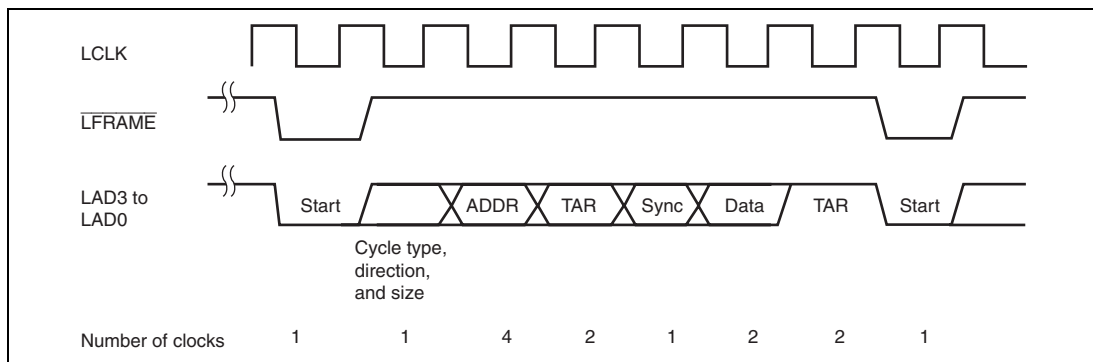 LCLK
LFRAME
LAD3 to
LAD0
Start ADDR TAR Sync Data TAR Start
Cycle type,
direction,
and size
Number of clocks 1 1 4 2 1 2 2 1